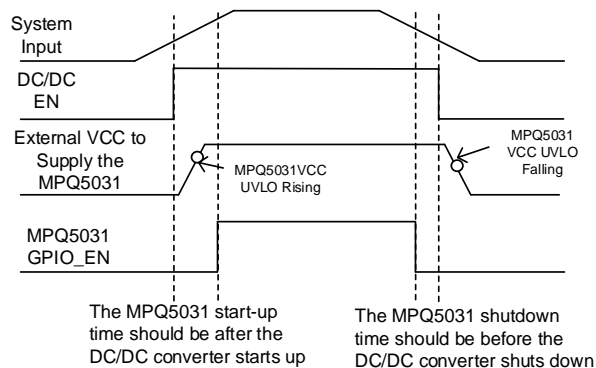 System
Input
DC/DC
EN
External VCC to
Supply the
MPQ5031
MPQ5031VCC
UVLO Rising
MPQ5031
VCC UVLO
Falling
MPQ5031
GPIO_EN
The MPQ5031 start-up
time should be after the
DC/DC converter starts up
The MPQ5031 shutdown
time should be before the
DC/DC converter shuts down